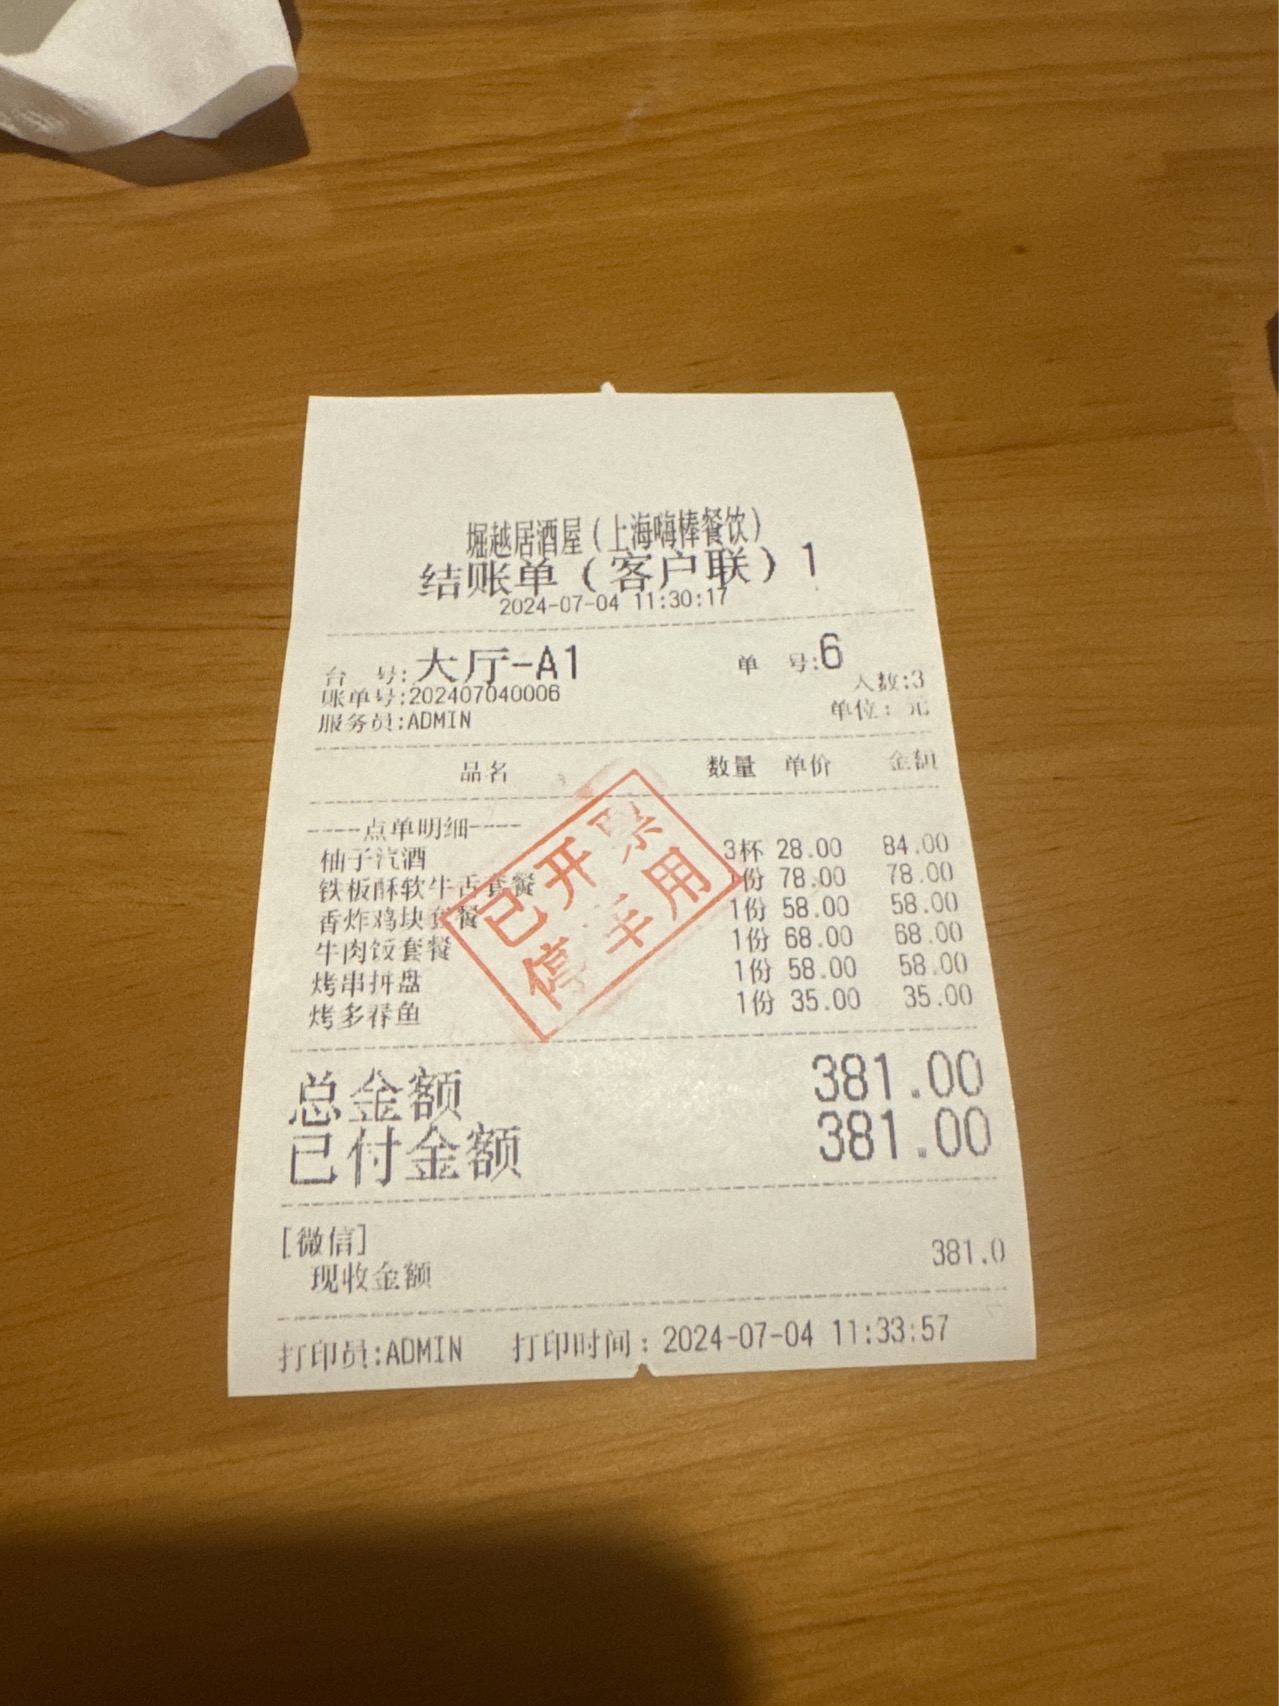 堀越居酒屋（上海嗨棒餐饮）
结账单（客户联）1
2024-07-04 11:30:17
台 号:大厅-A1 单 号:6
账单号:202407040006 人数:3
服务员:ADMIN 单位：元
品名 数量 单价 金额
----点单明细----
柚子汽酒 3杯 28.00 84.00
铁板酥软牛舌套餐 1份 78.00 78.00
香炸鸡块套餐 1份 58.00 58.00
牛肉饭套餐 1份 68.00 68.00
烤串拼盘 1份 58.00 58.00
烤多春鱼 1份 35.00 35.00
已开票
停车用
总金额 381.00
已付金额 381.00
[微信]
现收金额 381.0
打印员:ADMIN 打印时间：2024-07-04 11:33:57